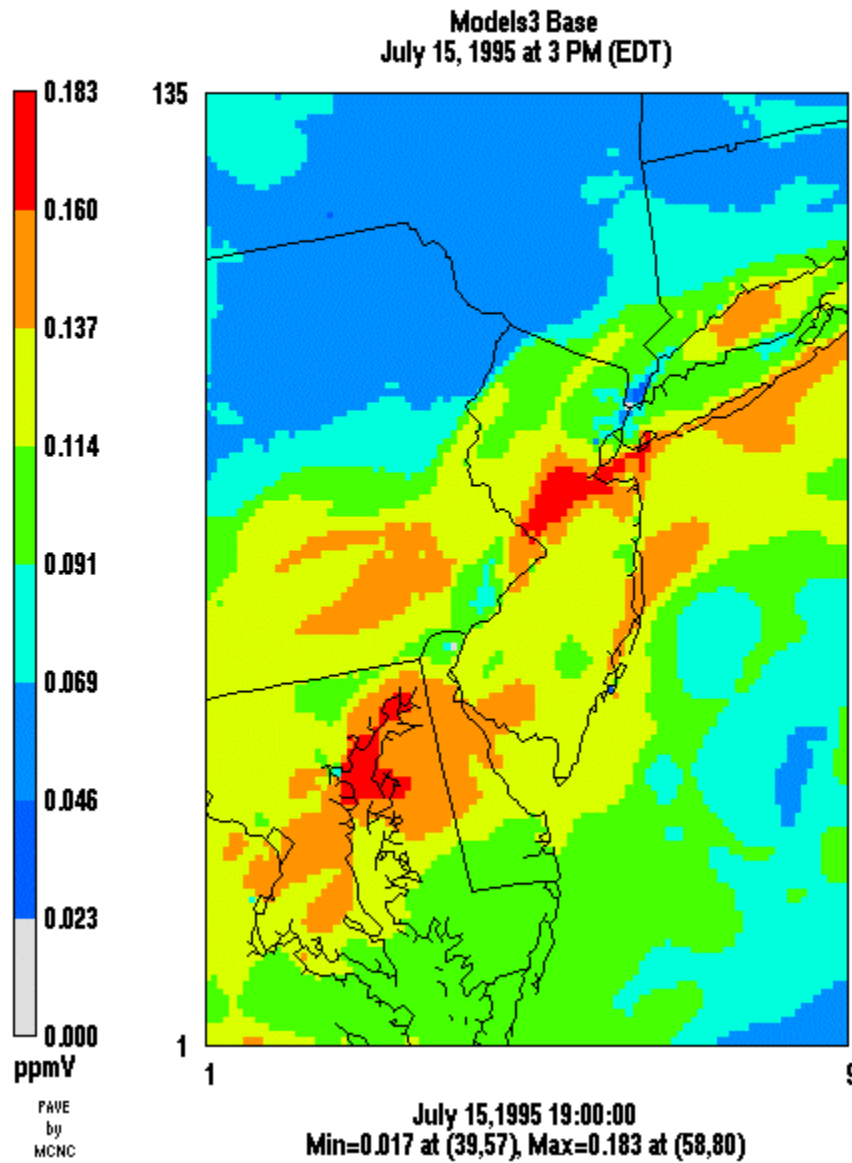 Models3 Base
July 15, 1995 at 3 PM (EDT)
0.183
0.160
0.137
0.114
0.091
0.069
0.046
0.023
0.000
ppmV
PAVE
by
MCNC
135
1
1
9
July 15,1995 19:00:00
Min=0.017 at (39,57), Max=0.183 at (58,80)